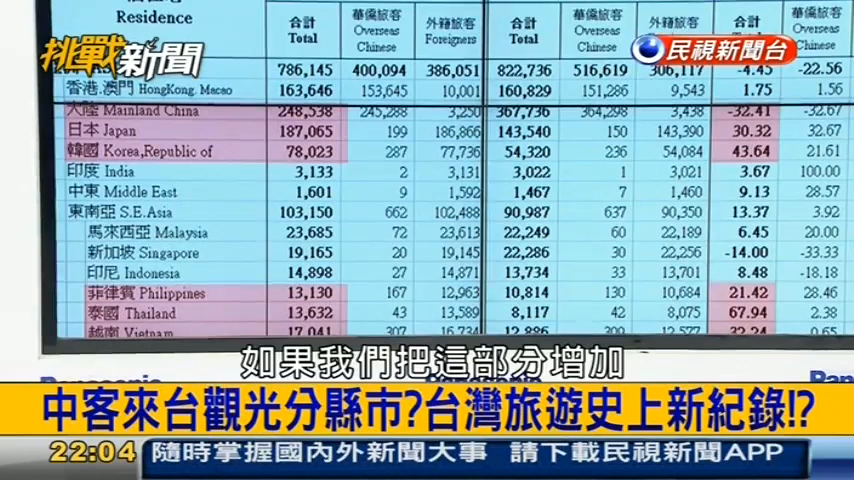 Residence 合計 華僑旅客 外籍旅客 合計 華僑旅客 合計 華僑旅客
Total Overseas Foreigners Total Overseas Total Overseas
Chinese Chinese Chinese
挑戰新聞
民視新聞台
786,145 400,094 386,051 822,736 516,619 306,117 -4.45 -22.56
香港.澳門 HongKong. Macao 163,646 153,645 10,001 160,829 151,286 9,543 1.75 1.56
大陸 Mainland China 248,538 245,288 3,250 367,736 364,298 3,438 -32.41 -32.67
日本 Japan 187,065 199 186,866 143,540 150 143,390 30.32 32.67
韓國 Korea,Republic of 78,023 287 77,736 54,320 236 54,084 43.64 21.61
印度 India 3,133 2 3,131 3,022 1 3,021 3.67 100.00
中東 Middle East 1,601 9 1,592 1,467 7 1,460 9.13 28.57
東南亞 S.E.Asia 103,150 662 102,488 90,987 637 90,350 13.37 3.92
馬來西亞 Malaysia 23,685 72 23,613 22,249 60 22,189 6.45 20.00
新加坡 Singapore 19,165 20 19,145 22,286 30 22,256 -14.00 -33.33
印尼 Indonesia 14,898 27 14,871 13,734 33 13,701 8.48 -18.18
菲律賓 Philippines 13,130 167 12,963 10,814 130 10,684 21.42 28.46
泰國 Thailand 13,632 43 13,589 8,117 42 8,075 67.94 2.38
越南 Vietnam 17,041 307 16,734 12,886 309 12,577 32.24 0.65
如果我們把這部分增加
中客來台觀光分縣市?台灣旅遊史上新紀錄!?
22:04 隨時掌握國內外新聞大事 請下載民視新聞APP